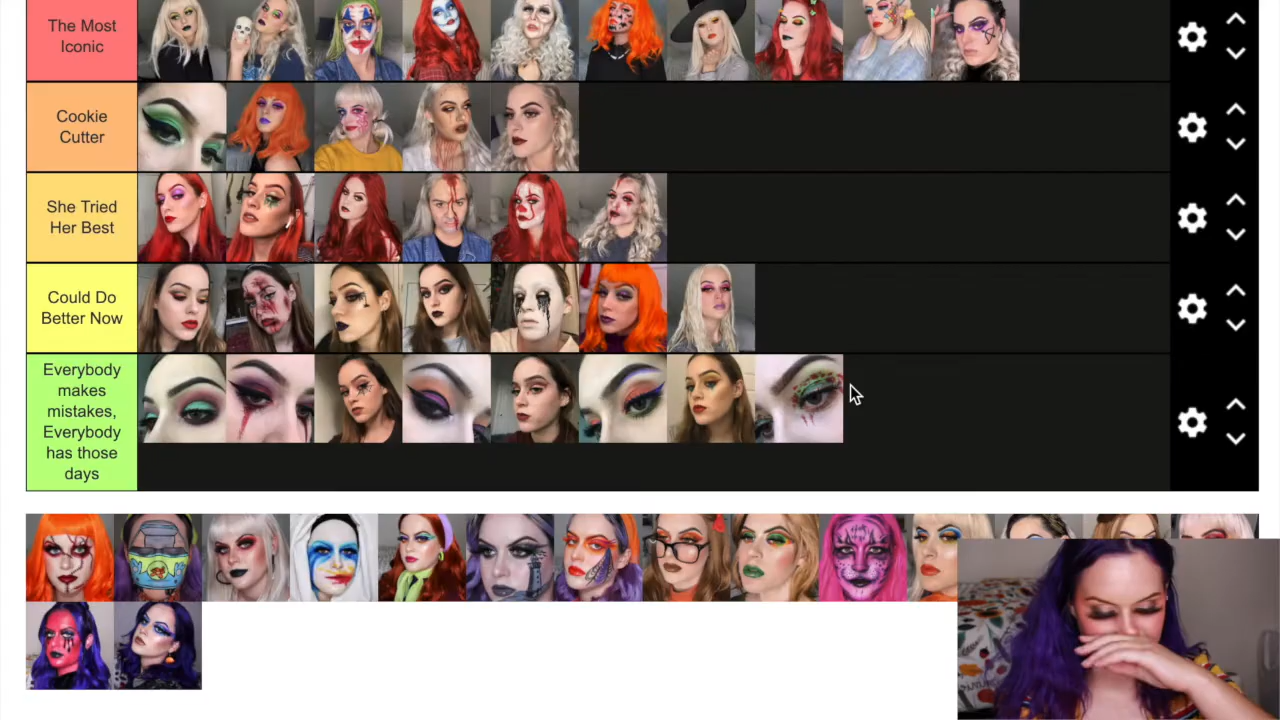 The Most
Iconic
Cookie
Cutter
She Tried
Her Best
Could Do
Better Now
Everybody
makes
mistakes,
Everybody
has those
days